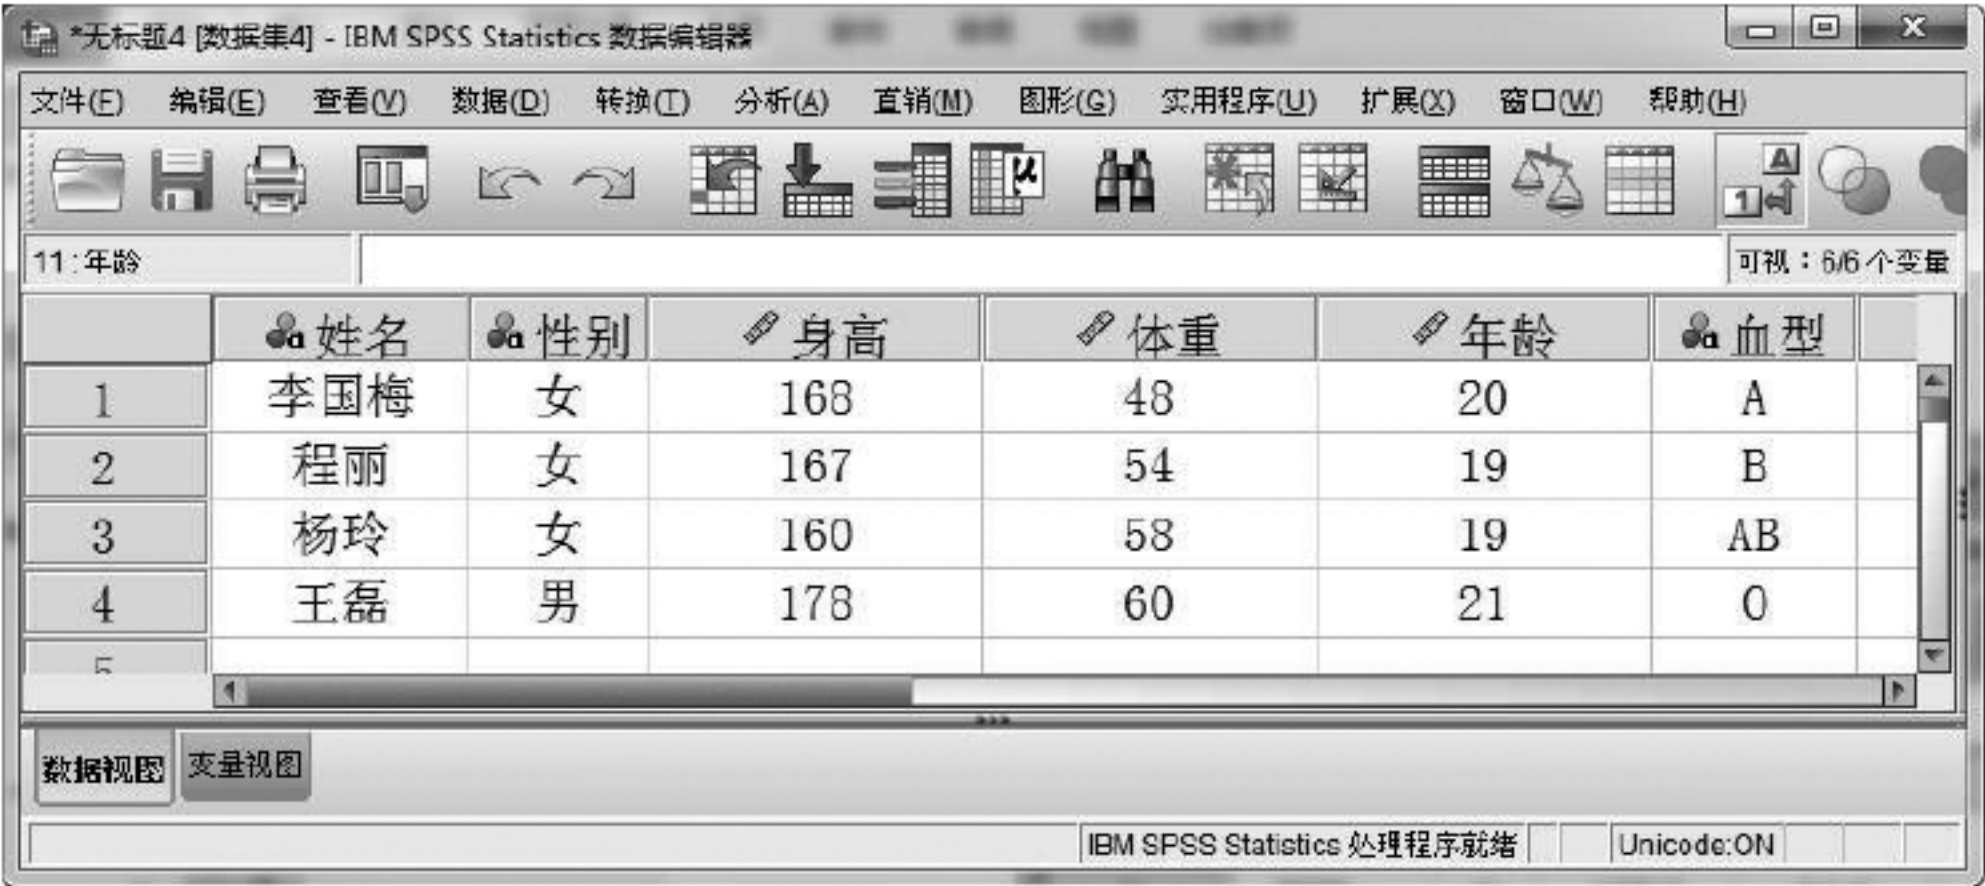 *无标题4 [数据集4] - IBM SPSS Statistics 数据编辑器
文件(F) 编辑(E) 查看(V) 数据(D) 转换(T) 分析(A) 直销(M) 图形(G) 实用程序(U) 扩展(X) 窗口(W) 帮助(H)
11:年龄 可视：6/6 个变量
姓名 性别 身高 体重 年龄 血型
1 李国梅 女 168 48 20 A
2 程丽 女 167 54 19 B
3 杨玲 女 160 58 19 AB
4 王磊 男 178 60 21 O
5
数据视图 变量视图
IBM SPSS Statistics 处理程序就绪 Unicode:ON